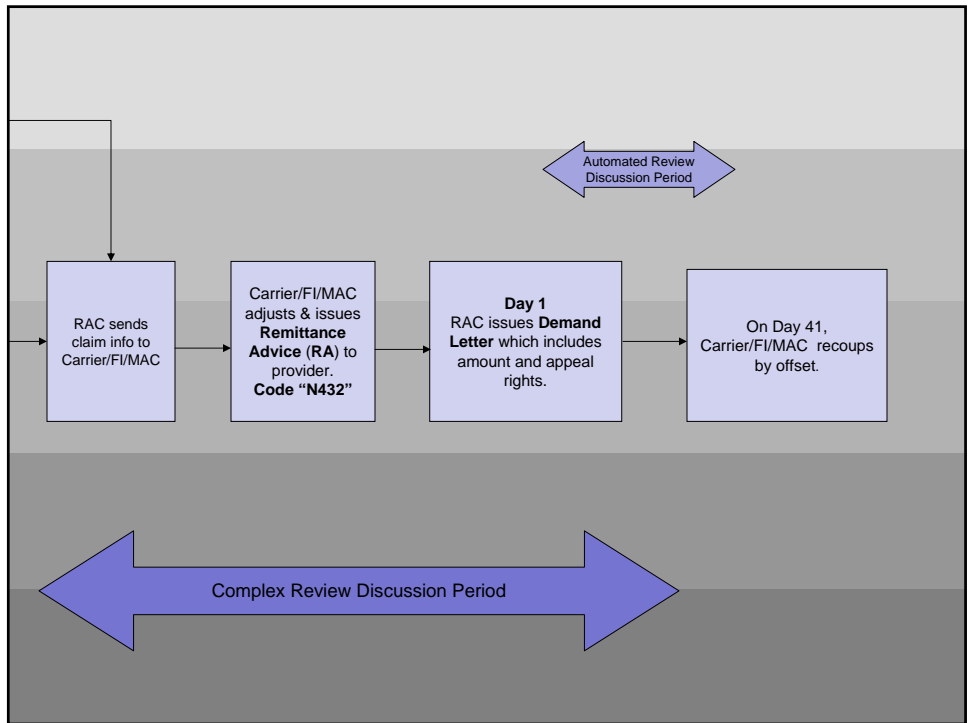 Automated Review
Discussion Period
RAC sends
claim info to
Carrier/FI/MAC
Carrier/FI/MAC
adjusts & issues
Remittance
Advice (RA) to
provider.
Code “N432”
Day 1
RAC issues Demand
Letter which includes
amount and appeal
rights.
On Day 41,
Carrier/FI/MAC recoups
by offset.
Complex Review Discussion Period